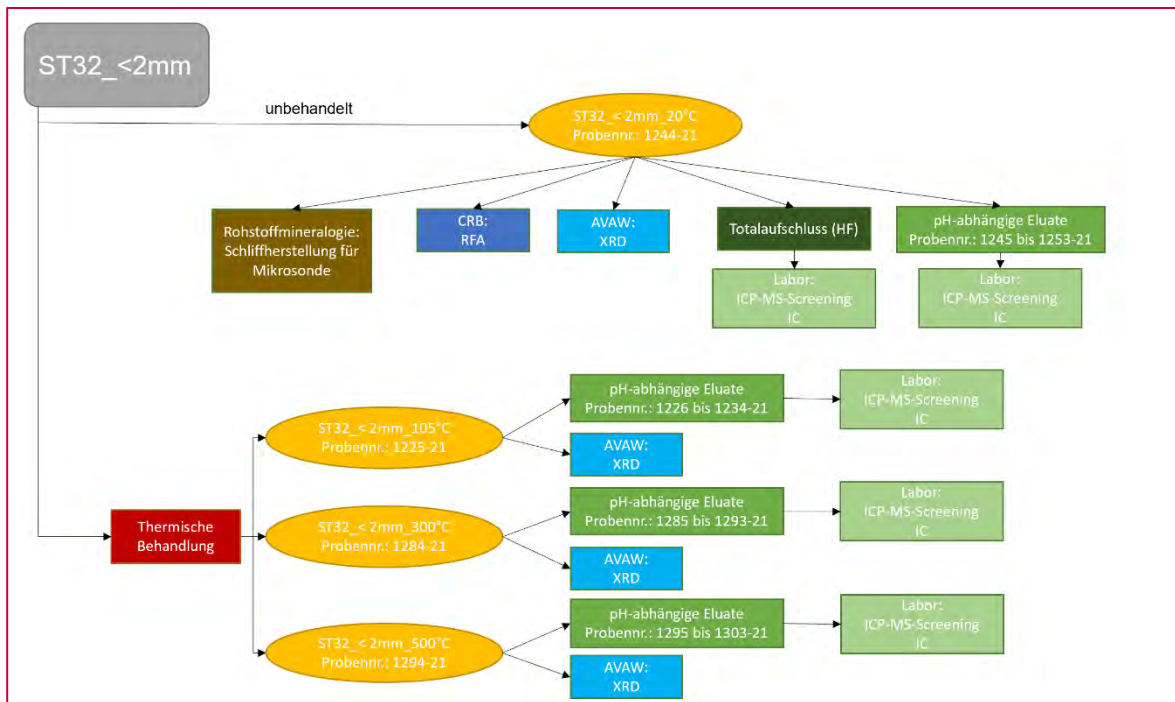 ST32_<2mm
unbehandelt
ST32_< 2mm_20°C
Probennr.: 1244-21
Rohstoffmineralogie:
Schliffherstellung für
Mikrosonde
CRB:
RFA
AVAW:
XRD
Totalaufschluss (HF)
pH-abhängige Eluate
Probennr.: 1245 bis 1253-21
Labor:
ICP-MS-Screening
IC
Labor:
ICP-MS-Screening
IC
Thermische
Behandlung
ST32_< 2mm_105°C
Probennr.: 1225-21
pH-abhängige Eluate
Probennr.: 1226 bis 1234-21
Labor:
ICP-MS-Screening
IC
AVAW:
XRD
ST32_< 2mm_300°C
Probennr.: 1284-21
pH-abhängige Eluate
Probennr.: 1285 bis 1293-21
Labor:
ICP-MS-Screening
IC
AVAW:
XRD
ST32_< 2mm_500°C
Probennr.: 1294-21
pH-abhängige Eluate
Probennr.: 1295 bis 1303-21
Labor:
ICP-MS-Screening
IC
AVAW:
XRD